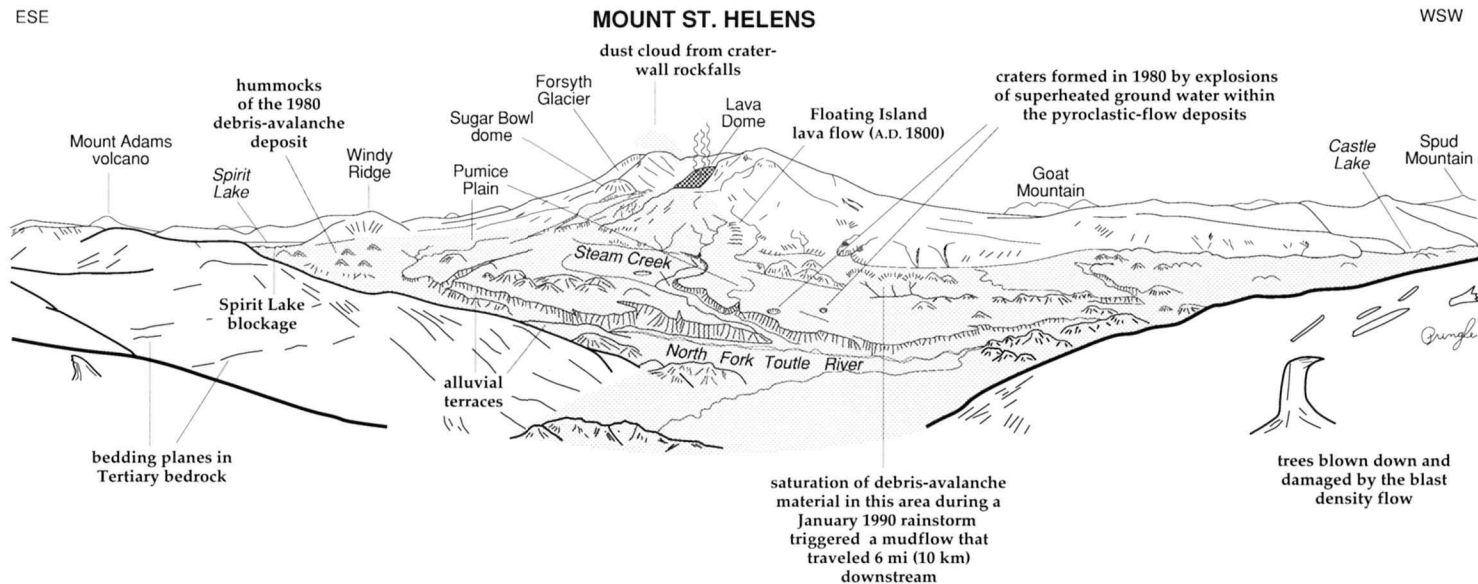 ESE
MOUNT ST. HELENS
WSW
dust cloud from crater-
wall rockfalls
hummocks
of the 1980
debris-avalanche
deposit
Forsyth
Glacier
Sugar Bowl
dome
Lava
Dome
Floating Island
lava flow (A.D. 1800)
craters formed in 1980 by explosions
of superheated ground water within
the pyroclastic-flow deposits
Mount Adams
volcano
Spirit
Lake
Windy
Ridge
Pumice
Plain
Goat
Mountain
Castle
Lake
Spud
Mountain
Steam Creek
Spirit Lake
blockage
North Fork Toutle River
Pringle
alluvial
terraces
bedding planes in
Tertiary bedrock
saturation of debris-avalanche
material in this area during a
January 1990 rainstorm
triggered a mudflow that
traveled 6 mi (10 km)
downstream
trees blown down and
damaged by the blast
density flow